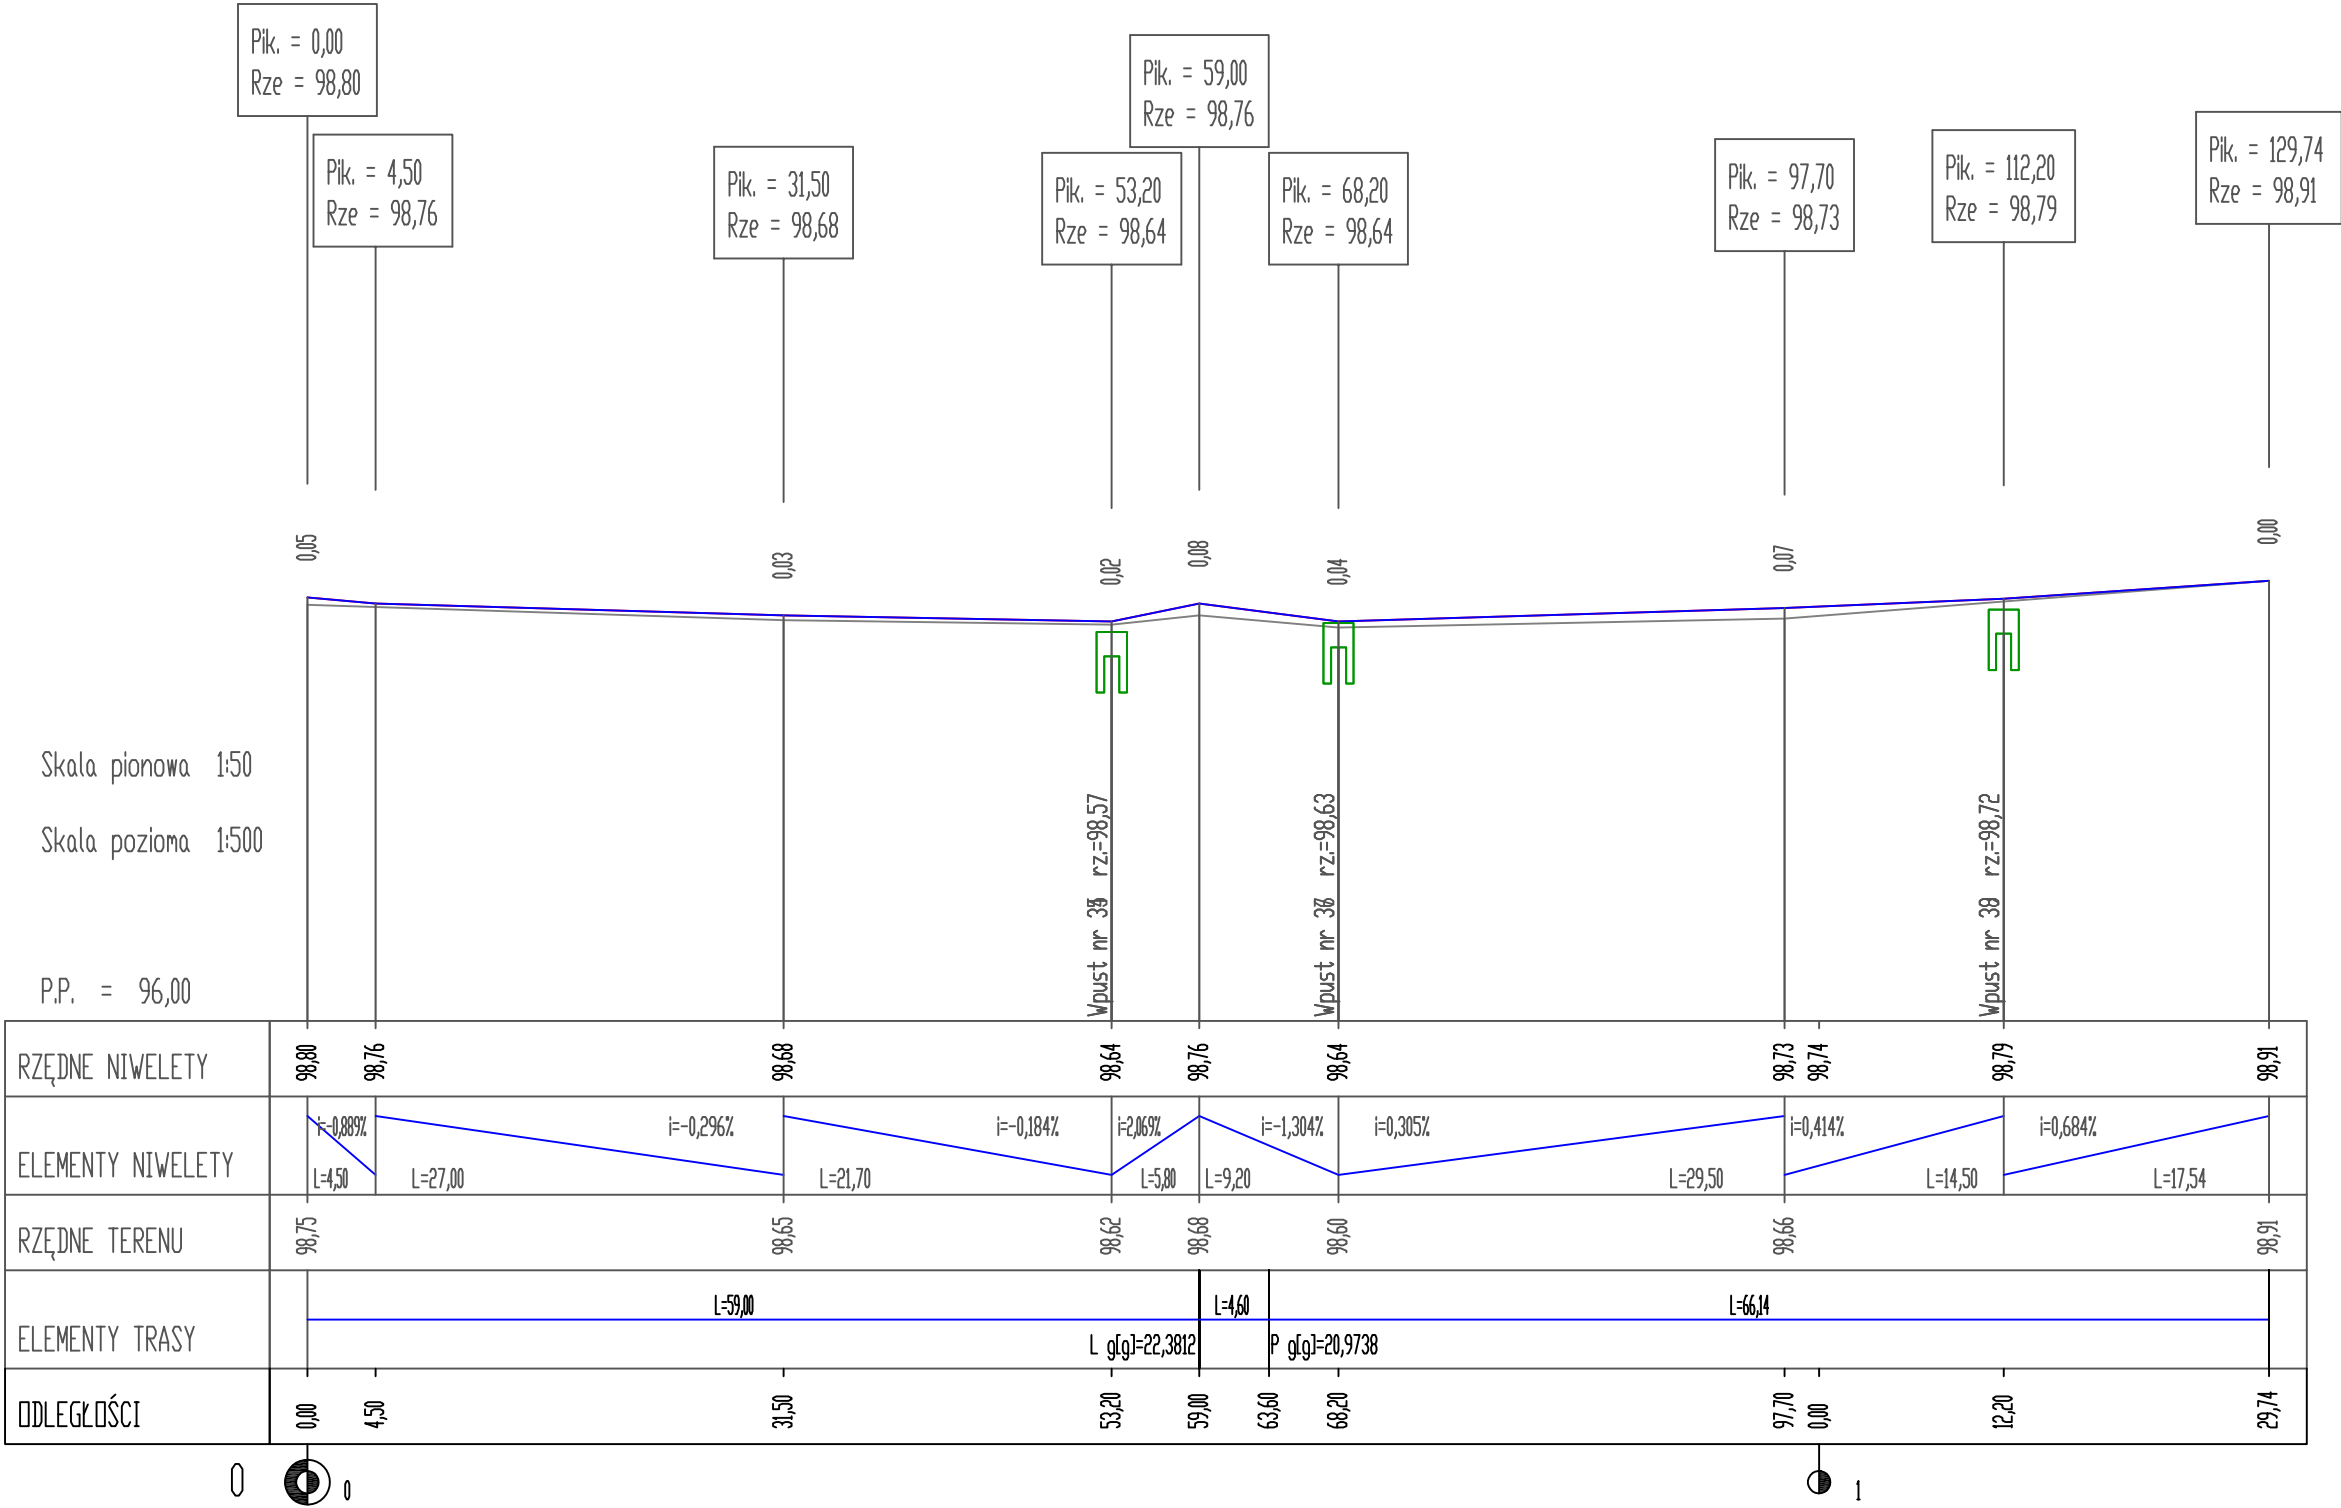 Pik. = 0,00
Rze = 98,80
Pik. = 4,50
Rze = 98,76
Pik. = 31,50
Rze = 98,68
Pik. = 53,20
Rze = 98,64
Pik. = 59,00
Rze = 98,76
Pik. = 68,20
Rze = 98,64
Pik. = 97,70
Rze = 98,73
Pik. = 112,20
Rze = 98,79
Pik. = 129,74
Rze = 98,91
0,05
0,03
0,02
0,08
0,04
0,07
0,00
Skala pionowa 1:50
Skala pozioma 1:500
P.P. = 96,00
Wpust nr rz.=98,57
Wpust nr rz.=98,63
Wpust nr rz.=98,72
RZĘDNE NIWELETY 98,80 98,76 98,68 98,64 98,76 98,64 98,73 98,74 98,79 98,91
ELEMENTY NIWELETY
i=-0,889% i=-0,296% i=-0,184% i=2,069% i=-1,304% i=0,305% i=0,414% i=0,684%
L=4,50 L=27,00 L=21,70 L=5,80 L=9,20 L=29,50 L=14,50 L=17,54
RZĘDNE TERENU 98,75 98,65 98,62 98,68 98,60 98,66 98,91
ELEMENTY TRASY
L=59,00 L=4,60 L=66,14
L g[g]=22,3812 P g[g]=20,9738
ODLEGŁOŚCI 0,00 4,50 31,50 53,20 59,00 63,60 68,20 97,70 0,00 12,20 29,74
0 0 1